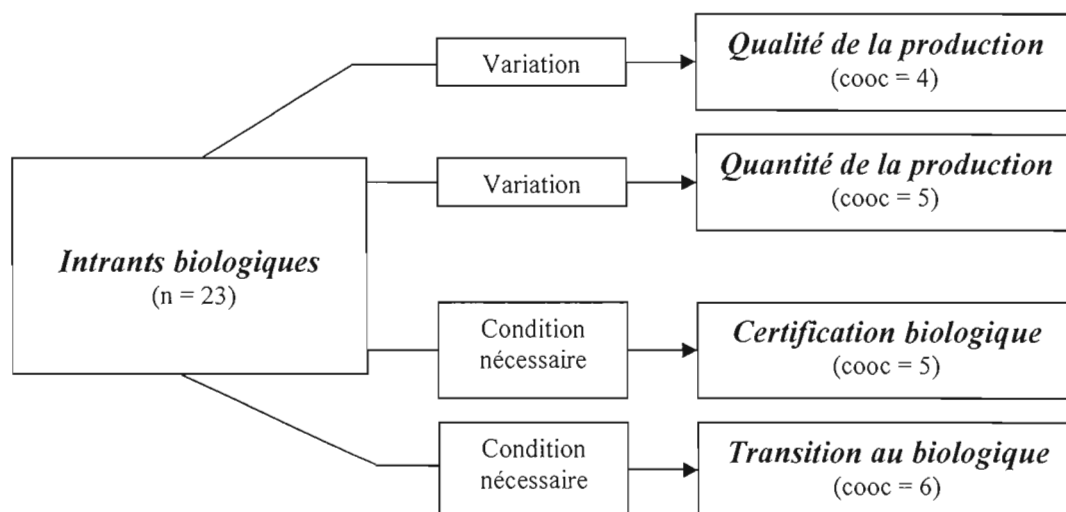 Variation
Qualité de la production
(cooc = 4)
Variation
Quantité de la production
(cooc = 5)
Intrants biologiques
(n = 23)
Condition
nécessaire
Certification biologique
(cooc = 5)
Condition
nécessaire
Transition au biologique
(cooc = 6)